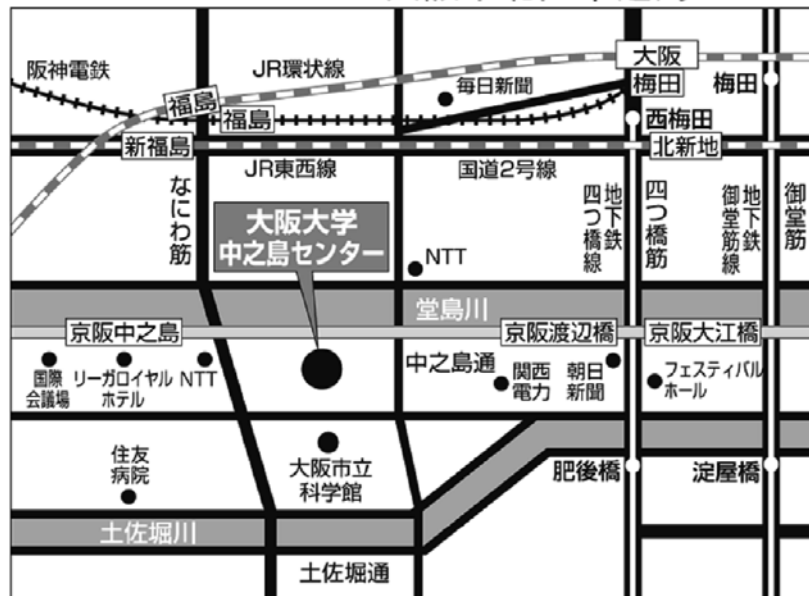 大阪
阪神電鉄
JR環状線
毎日新聞
梅田
梅田
福島
福島
西梅田
新福島
北新地
JR東西線
国道2号線
なにわ筋
大阪大学
中之島センター
NTT
地下鉄
四つ橋線
四つ橋筋
地下鉄
御堂筋線
御堂筋
堂島川
京阪中之島
京阪渡辺橋
京阪大江橋
国際
会議場
リーガロイヤル
ホテル
NTT
中之島通
関西
電力
朝日
新聞
フェスティバル
ホール
住友
病院
大阪市立
科学館
肥後橋
淀屋橋
土佐堀川
土佐堀通